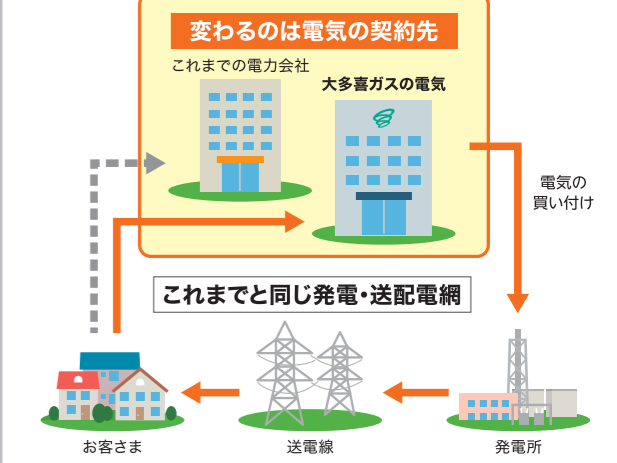 変わるのは電気の契約先
これまでの電力会社
大多喜ガスの電気
電気の
買い付け
これまでと同じ発電・送配電網
お客さま
送電線
発電所